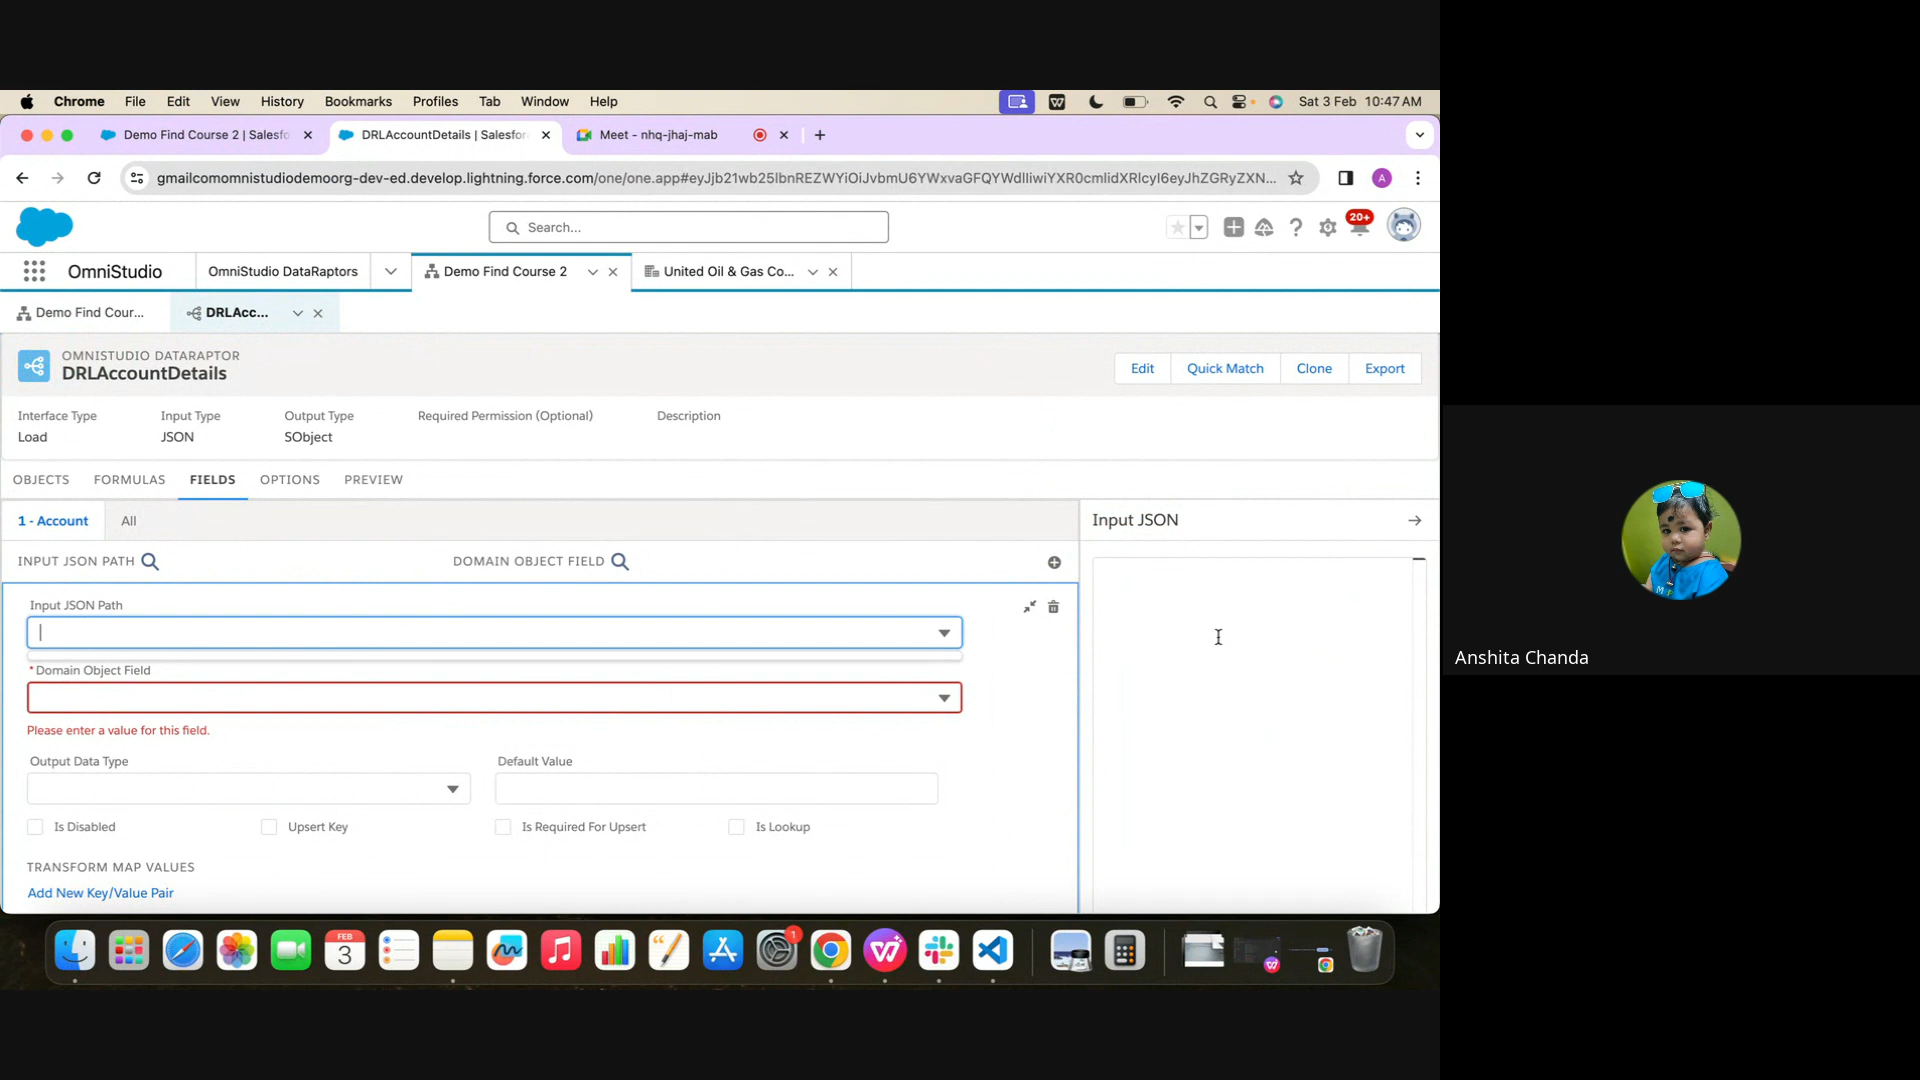 Chrome File Edit View History Bookmarks Profiles Tab Window Help Sat 3 Feb 10:47 AM
Demo Find Course 2 | Salesfo DRLAccountDetails | Salesfor Meet - nhq-jhaj-mab
gmailcomomnistudiodemoorg-dev-ed.develop.lightning.force.com/one/one.app#eyJjb21wb25lbnREZWYiOiJvbmU6YWxvaGFQYWdlIiwiYXR0cmlidXRlcyI6eyJhZGRyZXN... A
Search... 20+
OmniStudio OmniStudio DataRaptors Demo Find Course 2 United Oil & Gas Co...
Demo Find Cour... DRLAcc...
OMNISTUDIO DATARAPTOR
DRLAccountDetails
Edit Quick Match Clone Export
Interface Type Input Type Output Type Required Permission (Optional) Description
Load JSON SObject
OBJECTS FORMULAS FIELDS OPTIONS PREVIEW
1 - Account All
Input JSON
INPUT JSON PATH DOMAIN OBJECT FIELD
Input JSON Path
* Domain Object Field
Please enter a value for this field.
Output Data Type Default Value
Is Disabled Upsert Key Is Required For Upsert Is Lookup
TRANSFORM MAP VALUES
Add New Key/Value Pair
FEB
3
1
Anshita Chanda